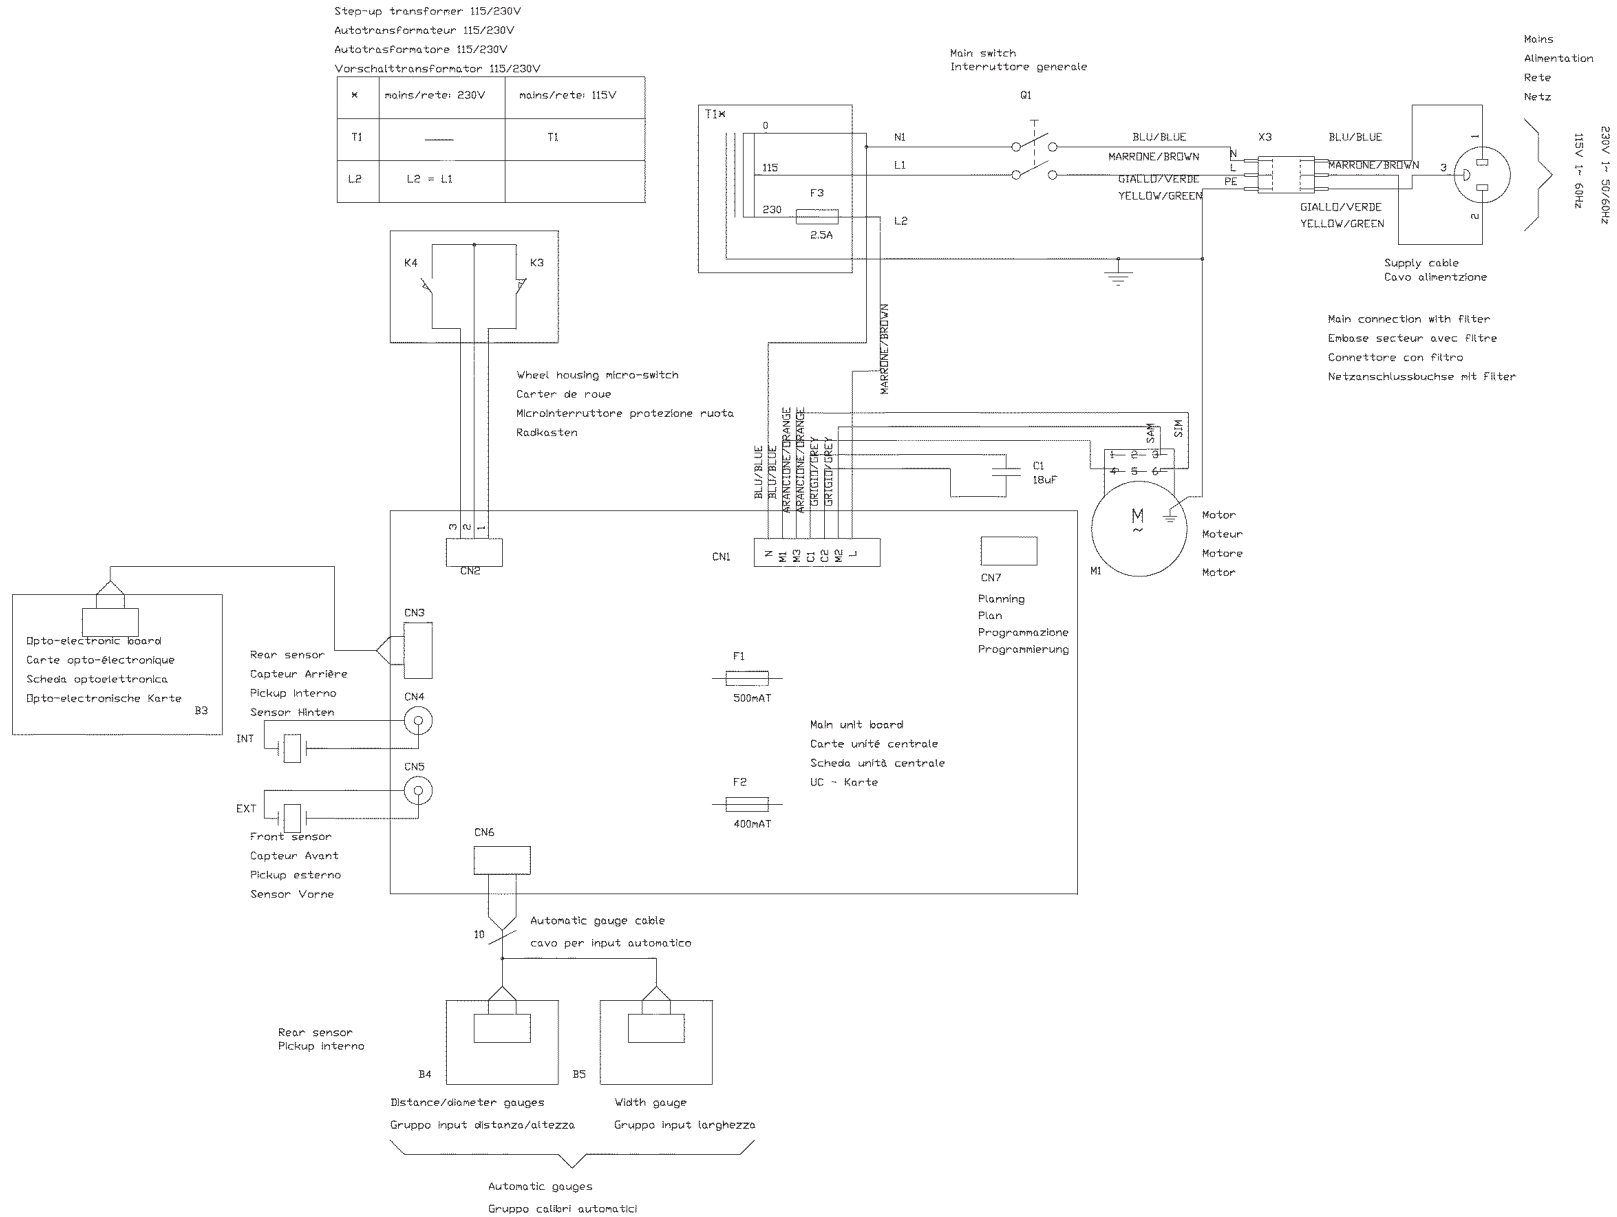 Step-up transformer 115/230V
Autotransformateur 115/230V
Autotrasformatore 115/230V
Vorschalttransformator 115/230V
* mains/rete: 230V mains/rete: 115V
T1 —— T1
L2 L2 = L1
Main switch
Interruttore generale
Q1
Mains
Alimentation
Rete
Netz
230V 1~ 50/60Hz
115V 1~ 60Hz
T1*
0
115
230
F3
2.5A
N1
L1
L2
BLU/BLUE
MARRONE/BROWN
GIALLO/VERDE
YELLOW/GREEN
N
L
PE
X3
BLU/BLUE
MARRONE/BROWN
GIALLO/VERDE
YELLOW/GREEN
1
3
2
Supply cable
Cavo alimentzione
Main connection with filter
Embase secteur avec filtre
Connettore con filtro
Netzanschlussbuchse mit Filter
K4
K3
Wheel housing micro-switch
Carter de roue
Microinterruttore protezione ruota
Radkasten
MARRONE/BROWN
BLU/BLUE
BLU/BLUE
ARANCIONE/ORANGE
ARANCIONE/ORANGE
GRIGIO/GREY
GRIGIO/GREY
C1
18uF
SAM
SIM
1 2 3
4 5 6
M
~
M1
Motor
Moteur
Motore
Motor
3 2 1
CN2
CN1
N M1 M3 C1 C2 M2 L
CN7
Planning
Plan
Programmazione
Programmierung
Opto-electronic board
Carte opto-électronique
Scheda optoelettronica
Opto-electronische Karte
B3
CN3
Rear sensor
Capteur Arrière
Pickup interno
Sensor Hinten
CN4
INT
CN5
EXT
Front sensor
Capteur Avant
Pickup esterno
Sensor Vorne
F1
500mAT
Main unit board
Carte unité centrale
Scheda unità centrale
UC - Karte
F2
400mAT
CN6
10
Automatic gauge cable
cavo per input automatico
Rear sensor
Pickup interno
B4
B5
Distance/diameter gauges
Gruppo input distanza/altezza
Width gauge
Gruppo input larghezza
Automatic gauges
Gruppo calibri automatici